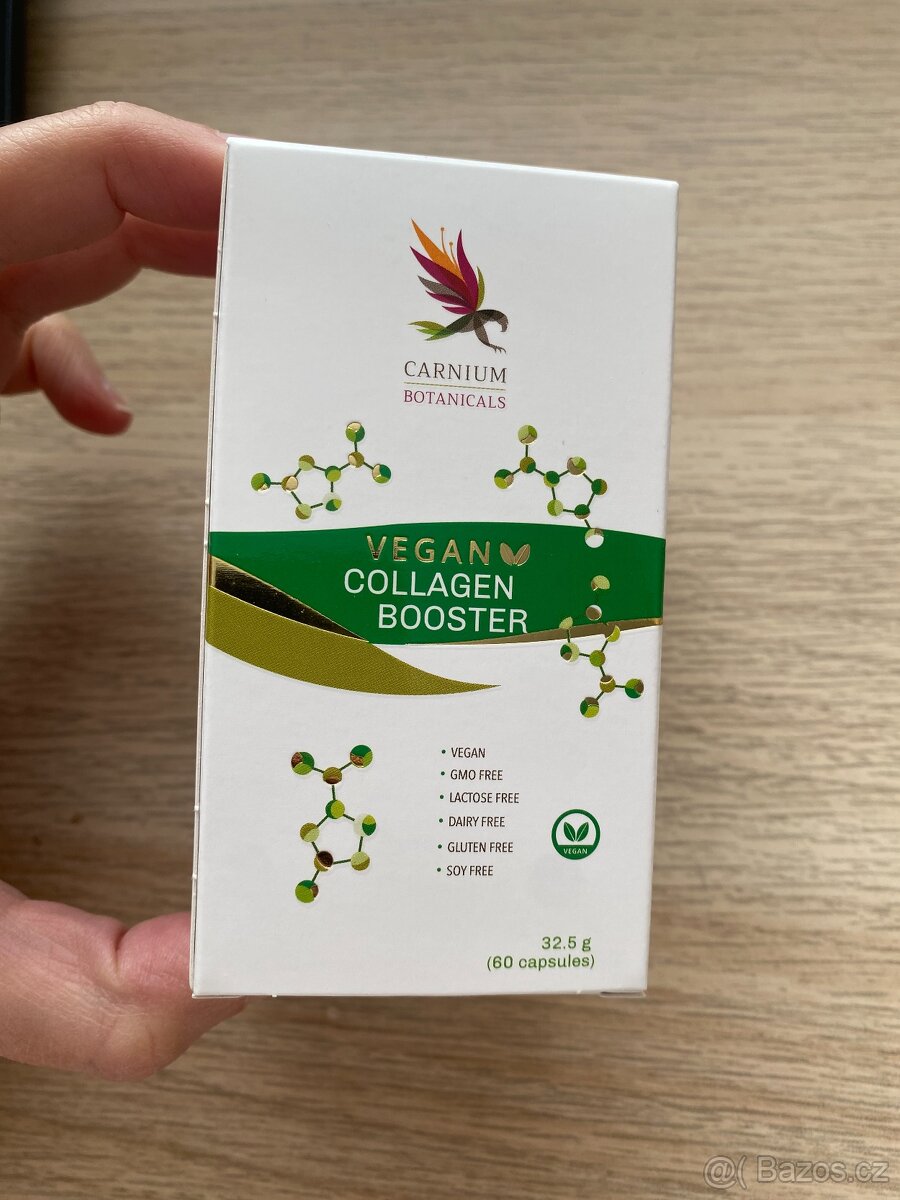 CARNIUM
BOTANICALS
VEGAN
COLLAGEN
BOOSTER
• VEGAN
• GMO FREE
• LACTOSE FREE
• DAIRY FREE
• GLUTEN FREE
• SOY FREE
VEGAN
32.5 g
(60 capsules)
@( Bazos.cz